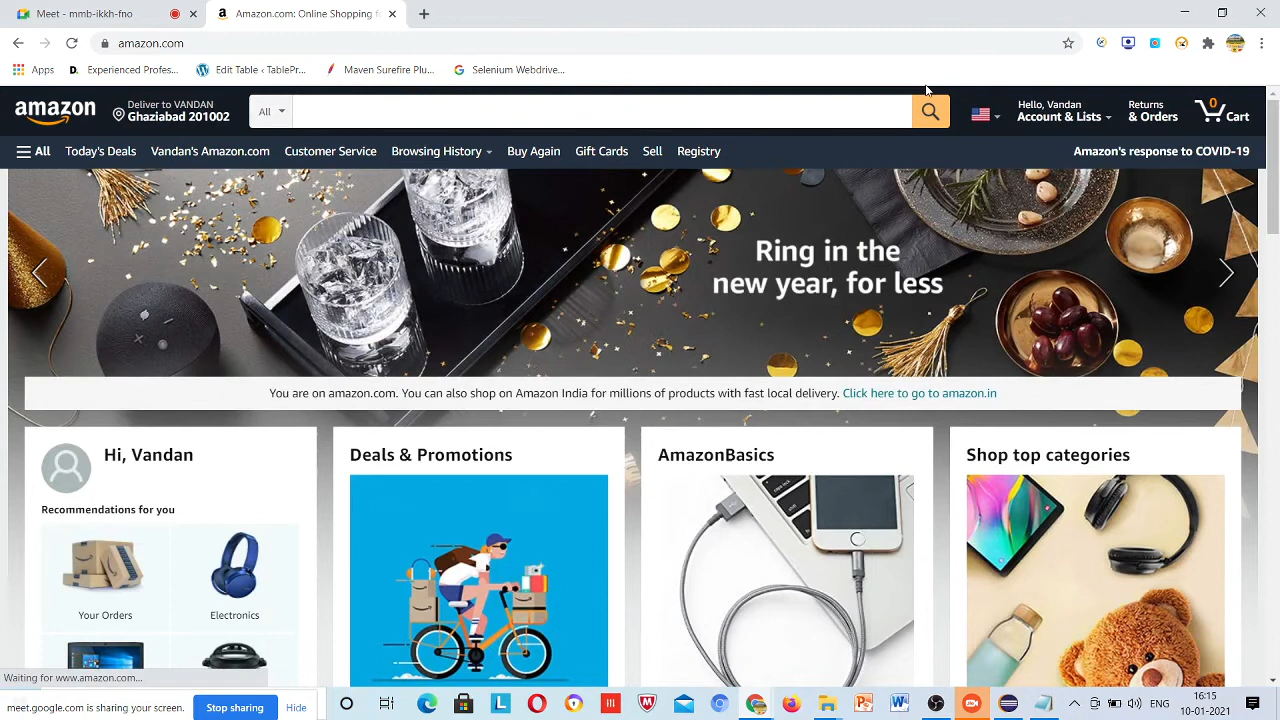 Meet - mmb-ikkh-fno
Amazon.com: Online Shopping f
amazon.com
Apps
Experienced Profes...
Edit Table ‹ TablePr...
Maven Surefire Plu...
Selenium Webdrive...
amazon
Deliver to VANDAN
Ghaziabad 201002
All
Hello, Vandan
Account & Lists
Returns
& Orders
0
Cart
All
Today's Deals
Vandan's Amazon.com
Customer Service
Browsing History
Buy Again
Gift Cards
Sell
Registry
Amazon's response to COVID-19
Ring in the
new year, for less
You are on amazon.com. You can also shop on Amazon India for millions of products with fast local delivery. Click here to go to amazon.in
Hi, Vandan
Recommendations for you
Your Orders
Electronics
Deals & Promotions
AmazonBasics
Shop top categories
Waiting for www.amazon.com...
meet.google.com is sharing your screen.
Stop sharing
Hide
ENG
16:15
10-01-2021